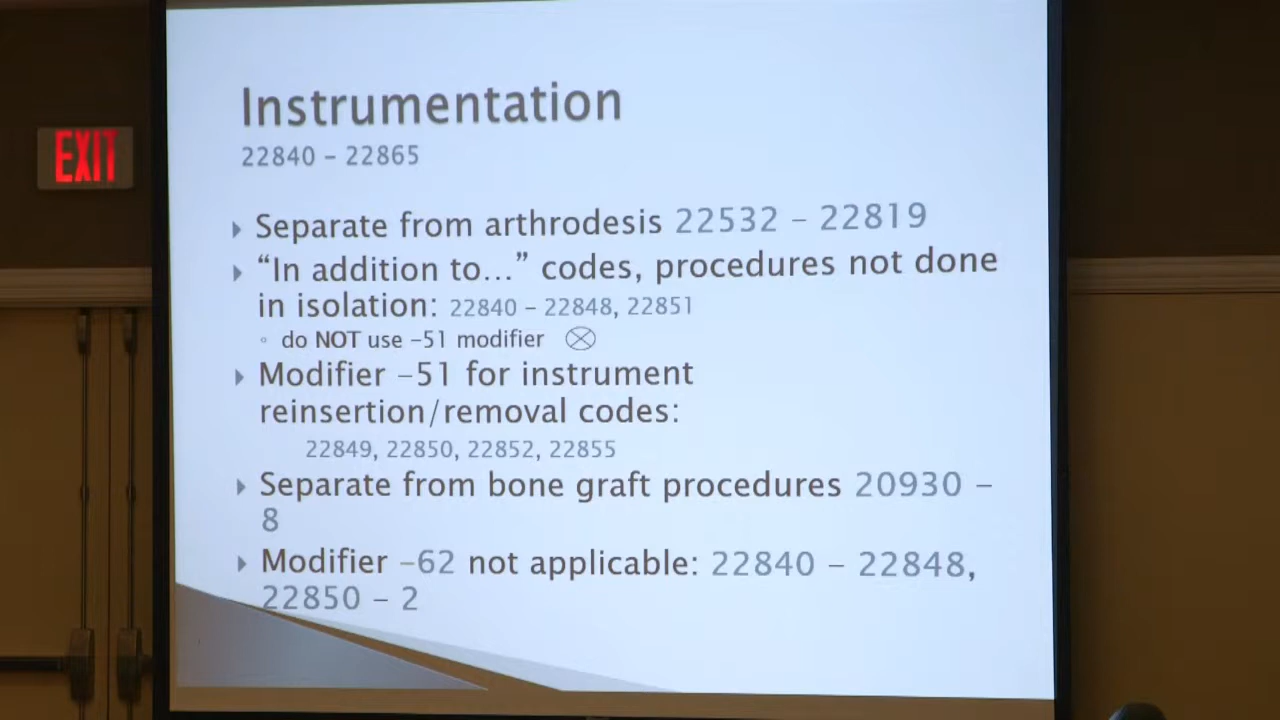 EXIT
Instrumentation
22840 – 22865
Separate from arthrodesis 22532 – 22819
“In addition to…” codes, procedures not done
in isolation: 22840 – 22848, 22851
do NOT use –51 modifier
Modifier –51 for instrument
reinsertion/removal codes:
22849, 22850, 22852, 22855
Separate from bone graft procedures 20930 –
8
Modifier –62 not applicable: 22840 – 22848,
22850 – 2